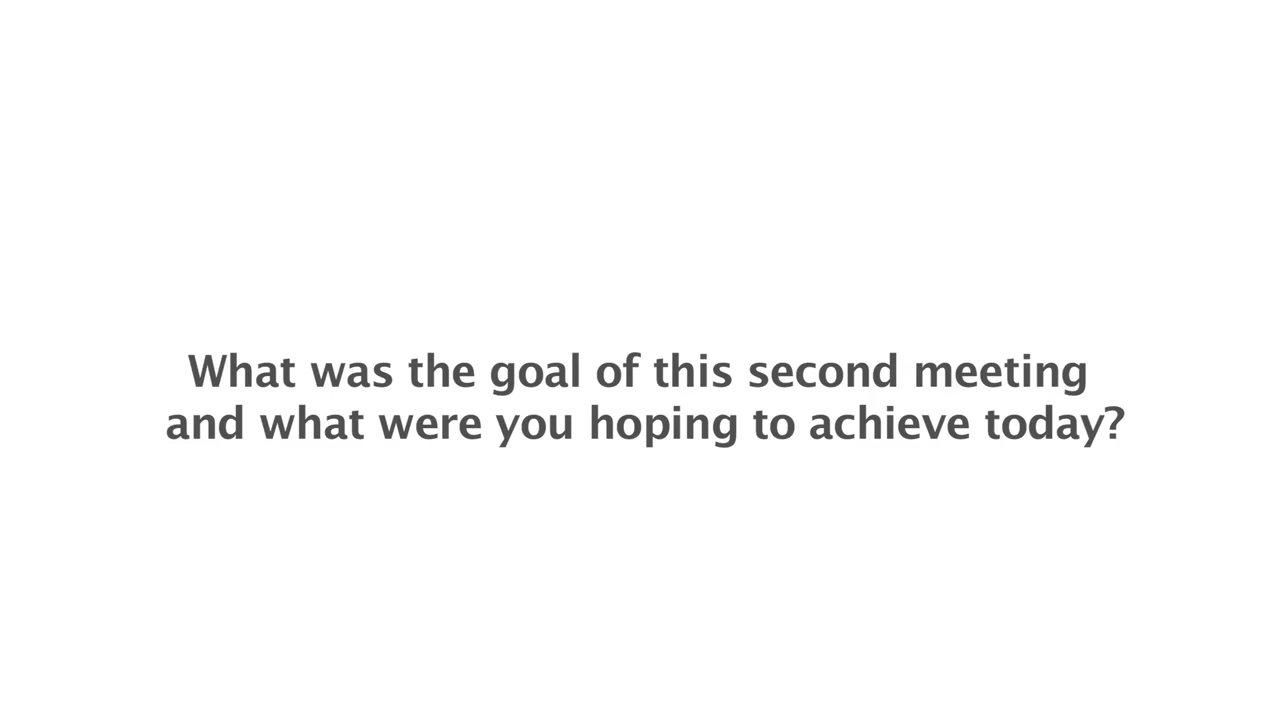 What was the goal of this second meeting
and what were you hoping to achieve today?